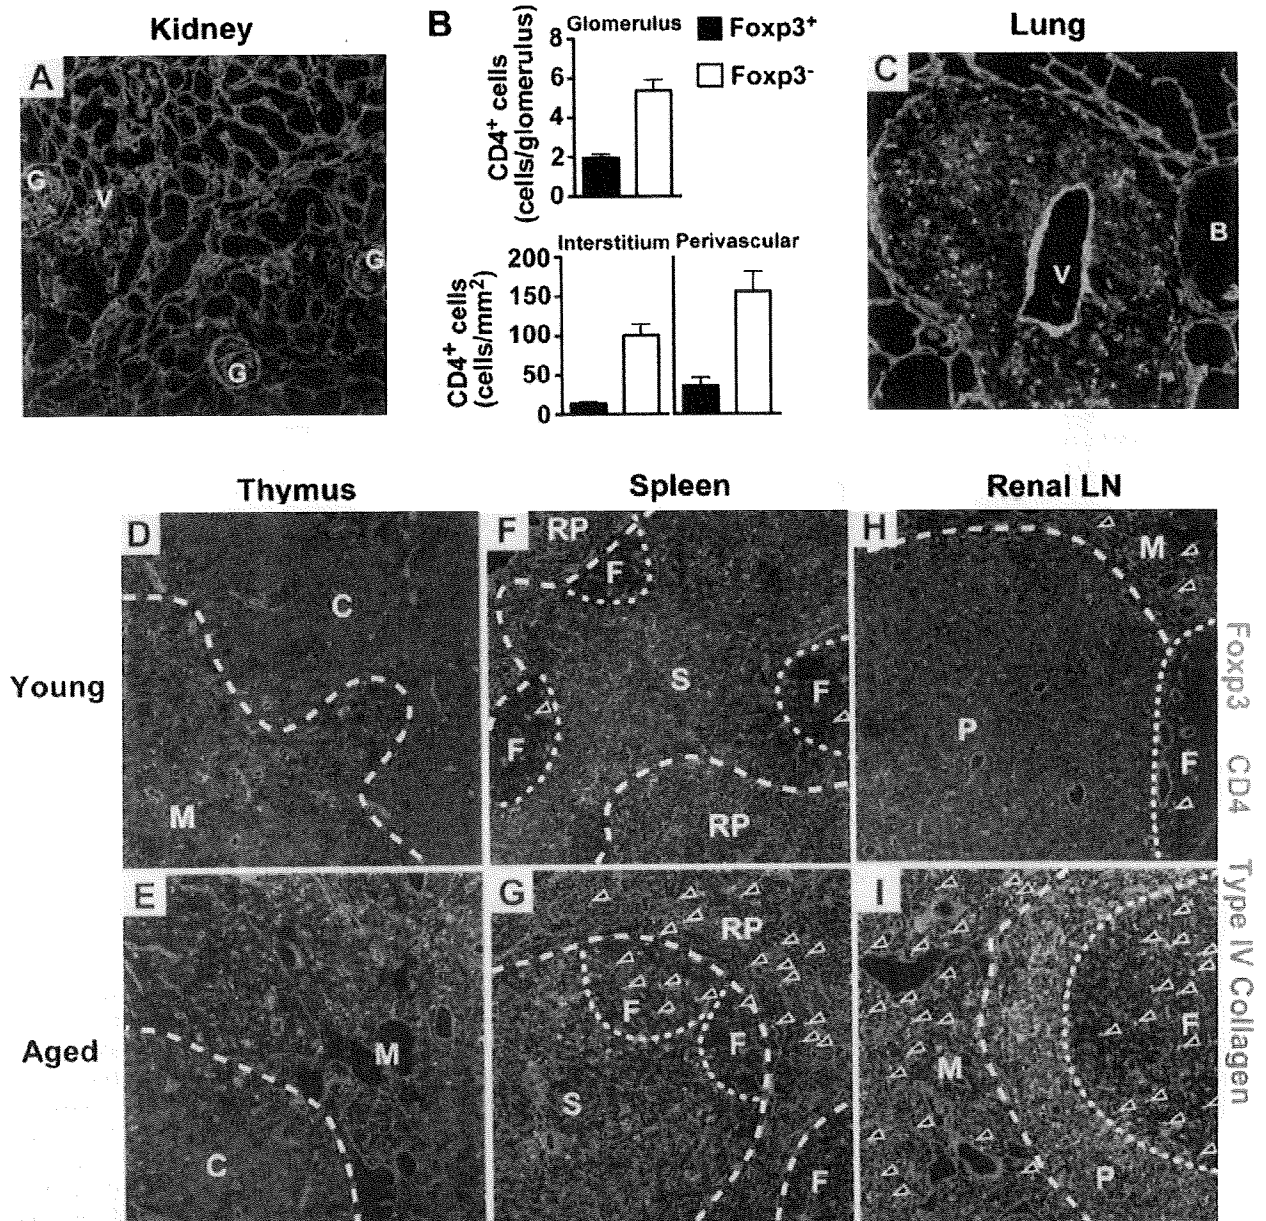 Kidney
B
Glomerulus
Foxp3+
Foxp3-
Lung
8
6
4
2
0
CD4+ cells
(cells/glomerulus)
A
G
V
G
G
C
B
V
Interstitium Perivascular
200
150
100
50
0
CD4+ cells
(cells/mm2)
Thymus
Spleen
Renal LN
Young
D
C
M
F
RP
F
S
F
F
RP
H
M
P
F
Aged
E
M
C
G
RP
F
F
S
F
I
F
M
P
Foxp3 CD4 Type IV Collagen